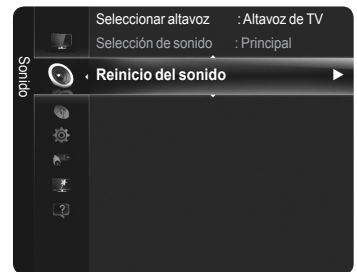 Sonido
Seleccionar altavoz : Altavoz de TV
Selección de sonido : Principal
Reinicio del sonido